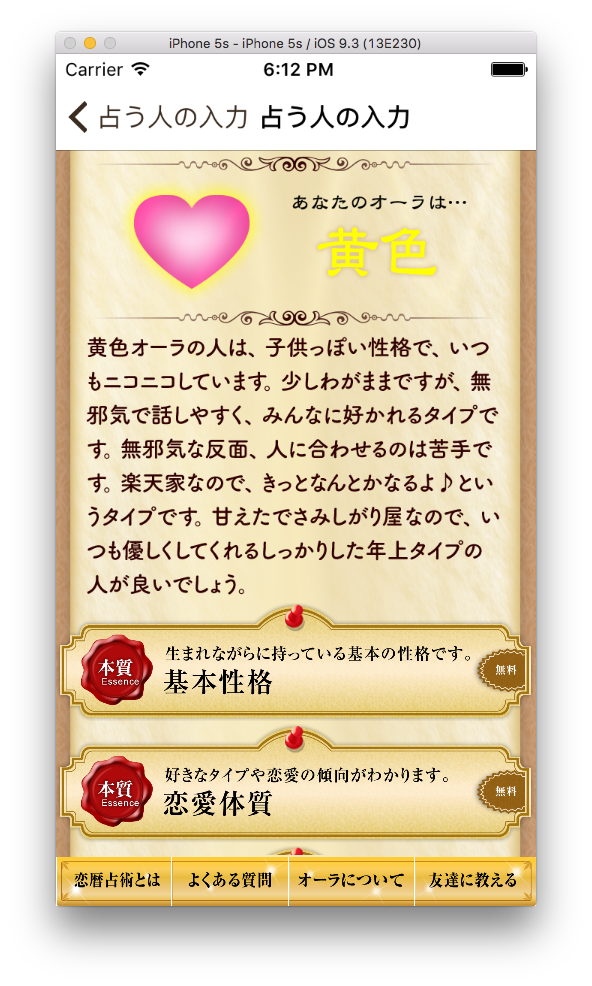 iPhone 5s - iPhone 5s / iOS 9.3 (13E230)
Carrier 6:12 PM
占う人の入力 占う人の入力
あなたのオーラは…
黄色
黄色オーラの人は、子供っぽい性格で、いつ
もニコニコしています。少しわがままですが、無
邪気で話しやすく、みんなに好かれるタイプで
す。無邪気な反面、人に合わせるのは苦手で
す。楽天家なので、きっとなんとかなるよ♪とい
うタイプです。甘えたでさみしがり屋なので、い
つも優しくしてくれるしっかりした年上タイプの
人が良いでしょう。
本質
Essence
生まれながらに持っている基本の性格です。
基本性格
無料
本質
Essence
好きなタイプや恋愛の傾向がわかります。
恋愛体質
無料
恋暦占術とは よくある質問 オーラについて 友達に教える